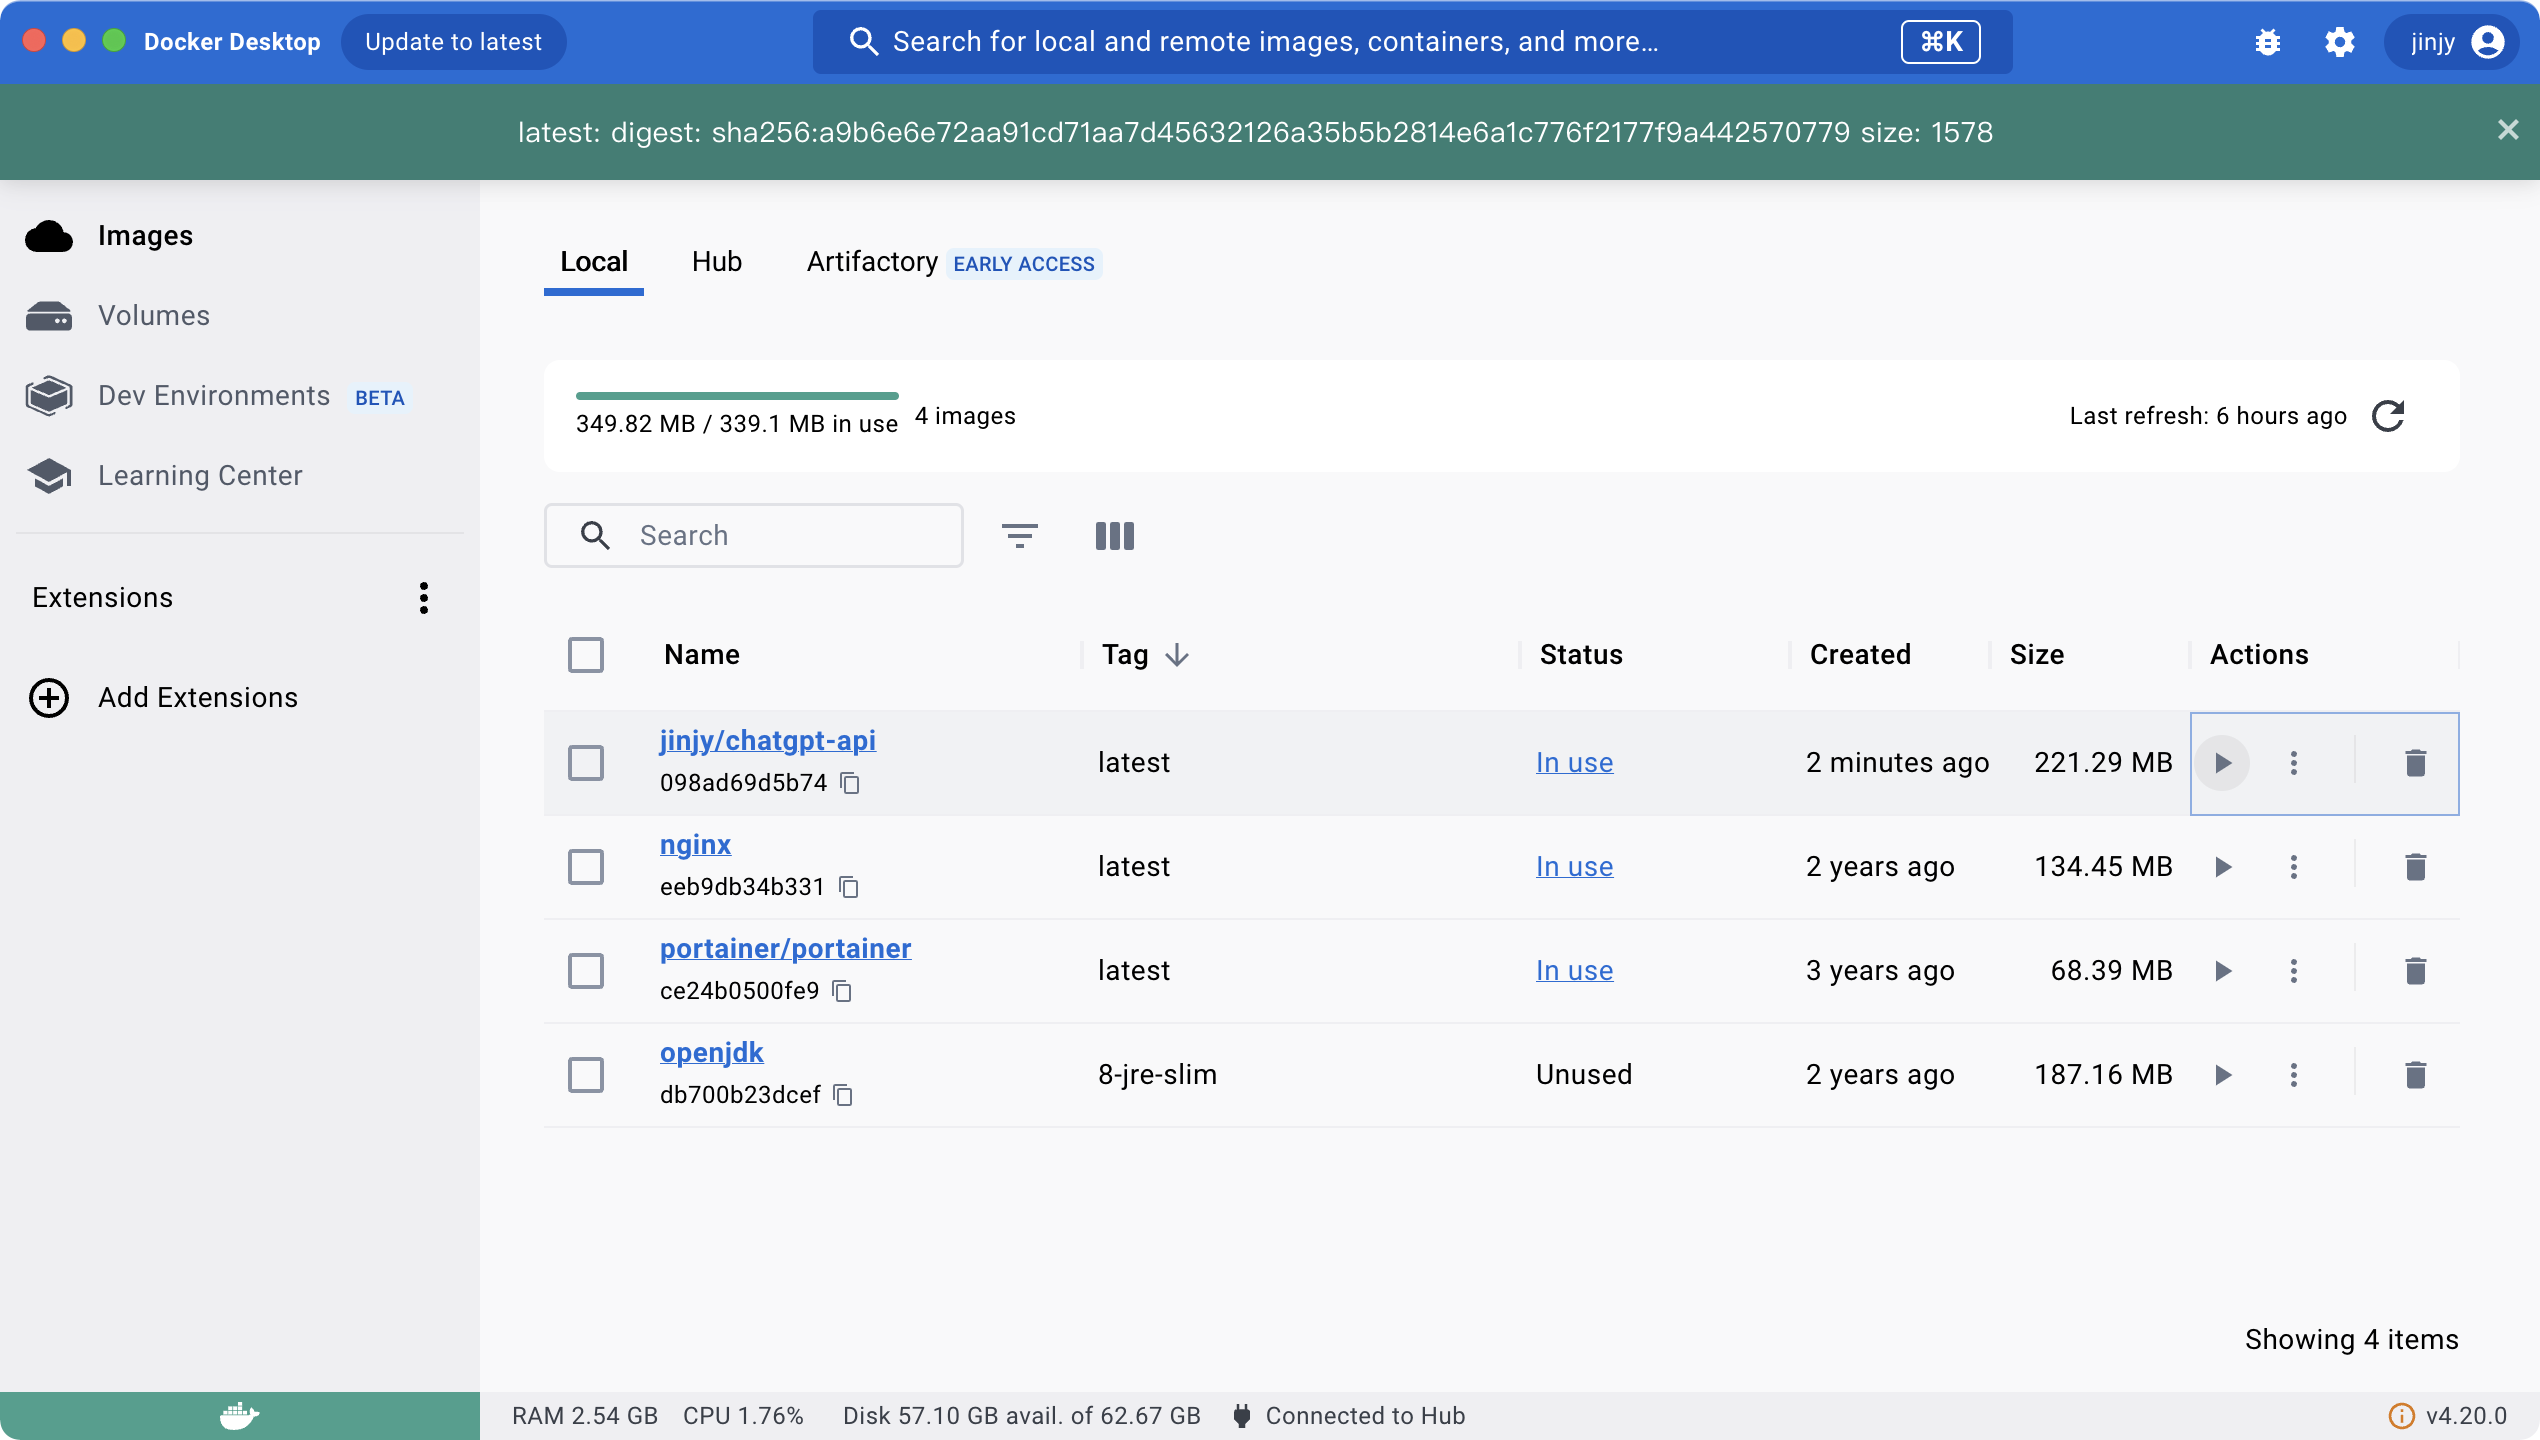 Docker Desktop
Update to latest
Search for local and remote images, containers, and more...
⌘K
jinjy
latest: digest: sha256:a9b6e6e72aa91cd71aa7d45632126a35b5b2814e6a1c776f2177f9a442570779 size: 1578
Images
Volumes
Dev Environments BETA
Learning Center
Extensions
Add Extensions
Local Hub Artifactory EARLY ACCESS
349.82 MB / 339.1 MB in use
4 images
Last refresh: 6 hours ago
Search
Name Tag Status Created Size Actions
jinjy/chatgpt-api
098ad69d5b74
latest In use 2 minutes ago 221.29 MB
nginx
eeb9db34b331
latest In use 2 years ago 134.45 MB
portainer/portainer
ce24b0500fe9
latest In use 3 years ago 68.39 MB
openjdk
db700b23dcef
8-jre-slim Unused 2 years ago 187.16 MB
Showing 4 items
RAM 2.54 GB CPU 1.76% Disk 57.10 GB avail. of 62.67 GB Connected to Hub
v4.20.0